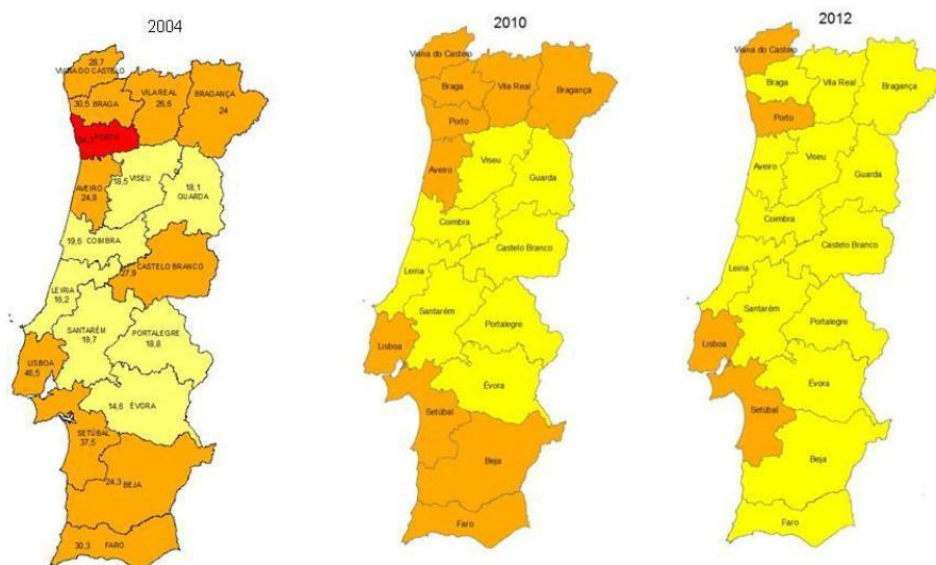 2004
28,7
VIANA DO CASTELO
30,5 BRAGA
VILA REAL
26,6
BRAGANÇA
24
PORTO
AVEIRO
24,8
18,5 VISEU
18,1
GUARDA
19,6 COIMBRA
27,9 CASTELO BRANCO
LEIRIA
16,2
SANTARÉM
19,7
PORTALEGRE
18,8
LISBOA
46,5
14,6 ÉVORA
SETÚBAL
37,5
24,3 BEJA
30,3 FARO
2010
Viana do Castelo
Braga
Vila Real
Bragança
Porto
Aveiro
Viseu
Guarda
Coimbra
Castelo Branco
Leiria
Santarém
Portalegre
Lisboa
Évora
Setúbal
Beja
Faro
2012
Viana do Castelo
Braga
Vila Real
Bragança
Porto
Aveiro
Viseu
Guarda
Coimbra
Castelo Branco
Leiria
Santarém
Portalegre
Lisboa
Évora
Setúbal
Beja
Faro